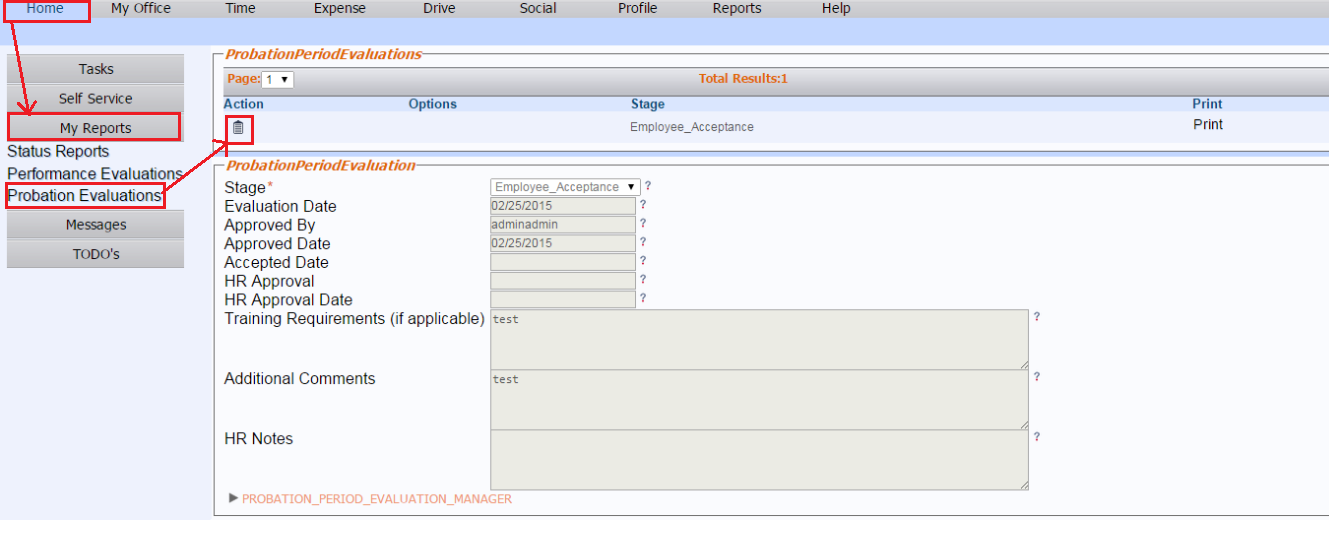 Home My Office Time Expense Drive Social Profile Reports Help
Tasks
Self Service
My Reports
Status Reports
Performance Evaluations
Probation Evaluations
Messages
TODO's
ProbationPeriodEvaluations
Page: 1 Total Results:1
Action Options Stage Print
Employee_Acceptance Print
ProbationPeriodEvaluation
Stage* Employee_Acceptance ?
Evaluation Date 02/25/2015 ?
Approved By adminadmin ?
Approved Date 02/25/2015 ?
Accepted Date ?
HR Approval ?
HR Approval Date ?
Training Requirements (if applicable) test ?
Additional Comments test ?
HR Notes ?
PROBATION_PERIOD_EVALUATION_MANAGER